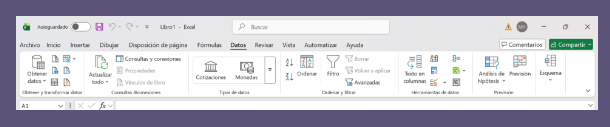 Autoguardado Libro1 - Excel Buscar
Archivo Inicio Insertar Dibujar Disposición de página Fórmulas Datos Revisar Vista Automatizar Ayuda Comentarios Compartir
Obtener datos Actualizar todo Consultas y conexiones Propiedades Vínculos de libro Cotizaciones Monedas Ordenar Filtro Borrar Volver a aplicar Avanzadas Texto en columnas Análisis de hipótesis Previsión Esquema
Obtener y transformar datos Consultas y conexiones Tipos de datos Ordenar y filtrar Herramientas de datos Previsión
A1 fx